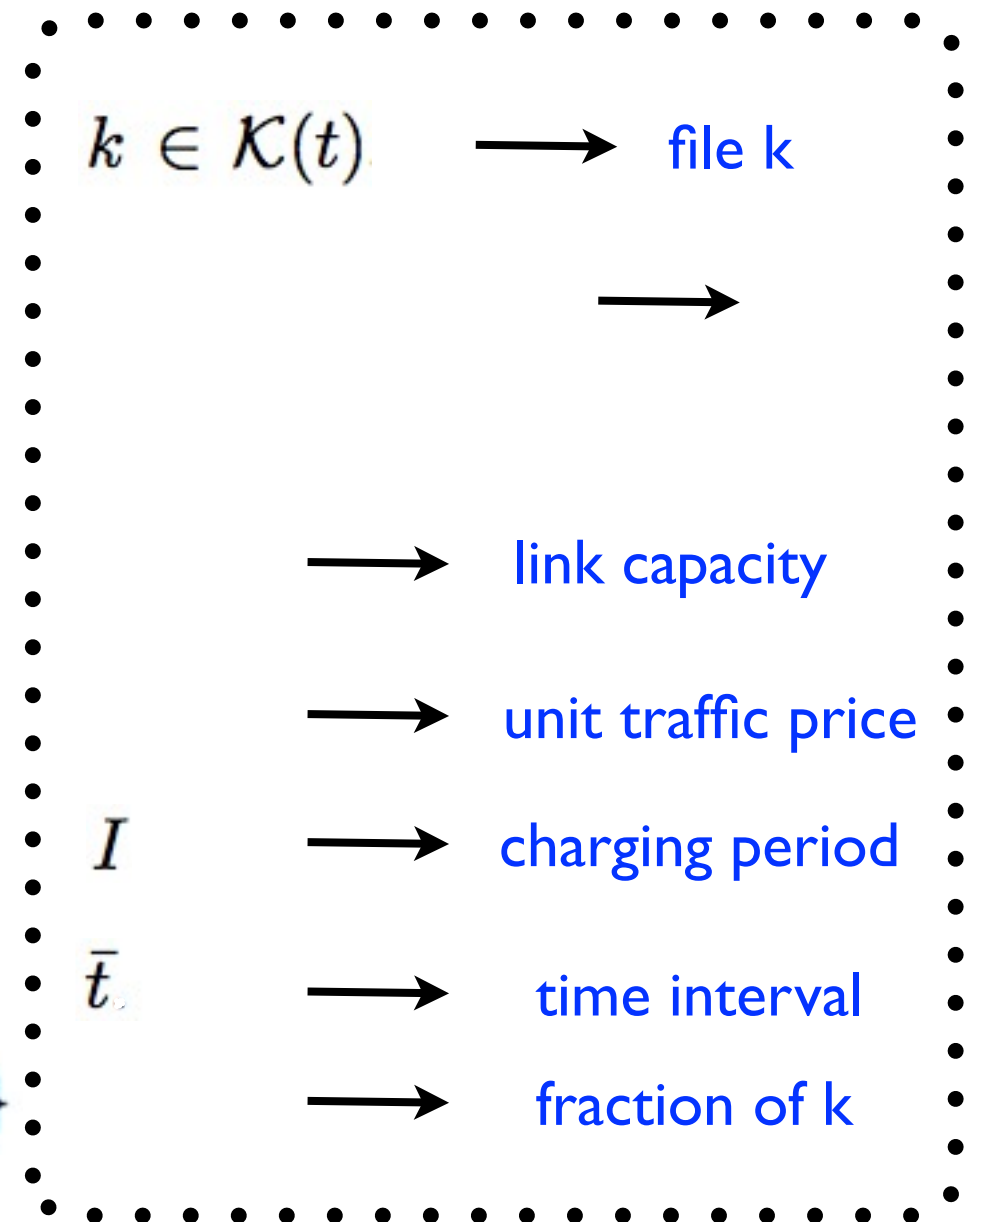 k ∈ 𝒦(t) → file k
→
→ link capacity
→ unit traffic price
I → charging period
t̄ → time interval
→ fraction of k